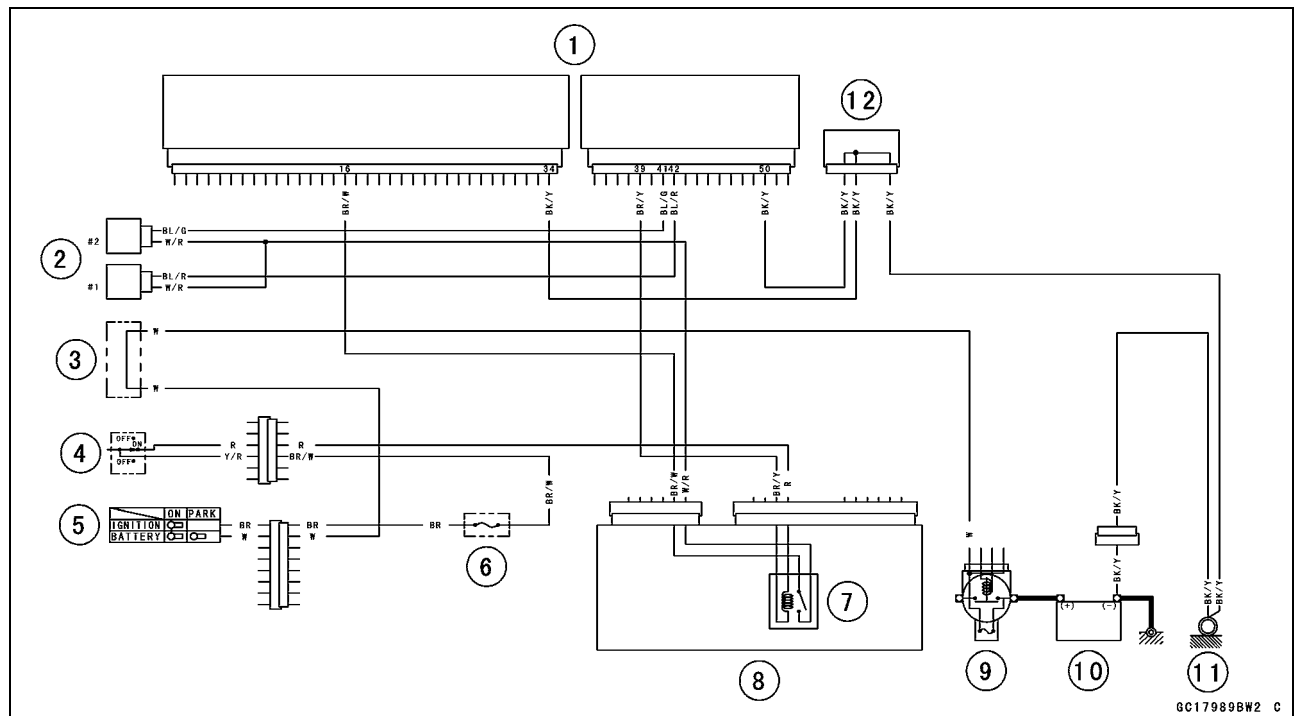 1
12
16 34
39 4142 50
BR/W
BK/Y
BR/Y
BL/G
BL/R
BK/Y
BK/Y
BK/Y
BK/Y
2
#2
BL/G
W/R
#1
BL/R
W/R
3
W
W
4
OFF
ON
OFF
R
Y/R
R
BR/W
BR/W
5
ON PARK
IGNITION
BATTERY
BR
W
BR
W
BR
6
BR/W
W/R
BR/Y
R
7
8
W
9
(+) (-)
10
BK/Y
BK/Y
BK/Y
BK/Y
11
GC17989BW2 C